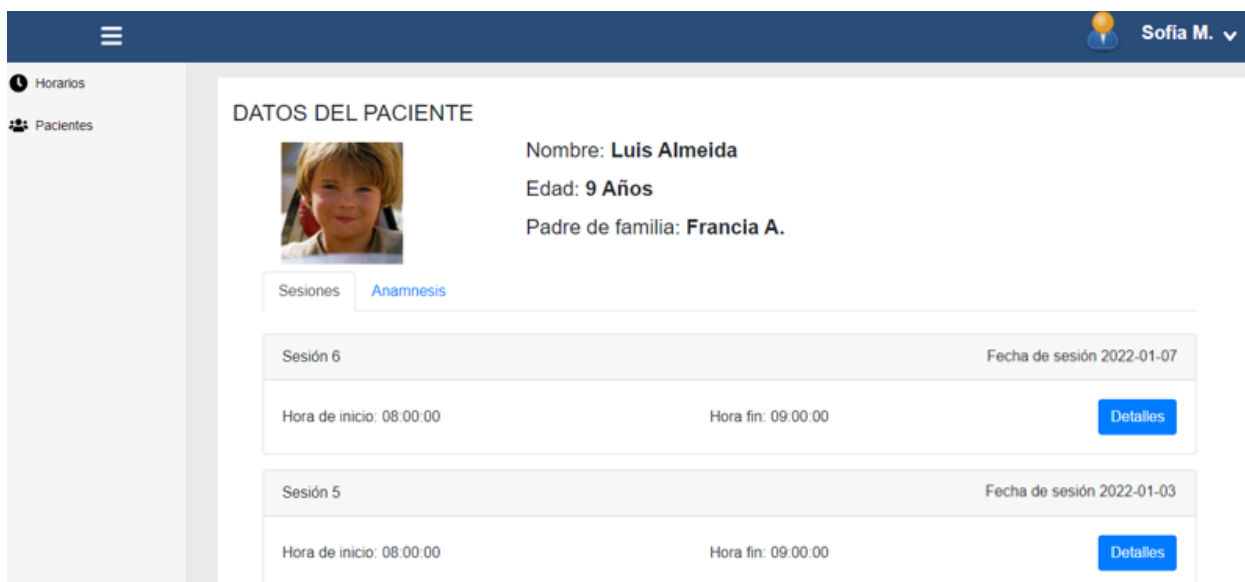 Sofía M.
Horarios
Pacientes
DATOS DEL PACIENTE
Nombre: Luis Almeida
Edad: 9 Años
Padre de familia: Francia A.
Sesiones Anamnesis
Sesión 6 Fecha de sesión 2022-01-07
Hora de inicio: 08:00:00 Hora fin: 09:00:00 Detalles
Sesión 5 Fecha de sesión 2022-01-03
Hora de inicio: 08:00:00 Hora fin: 09:00:00 Detalles